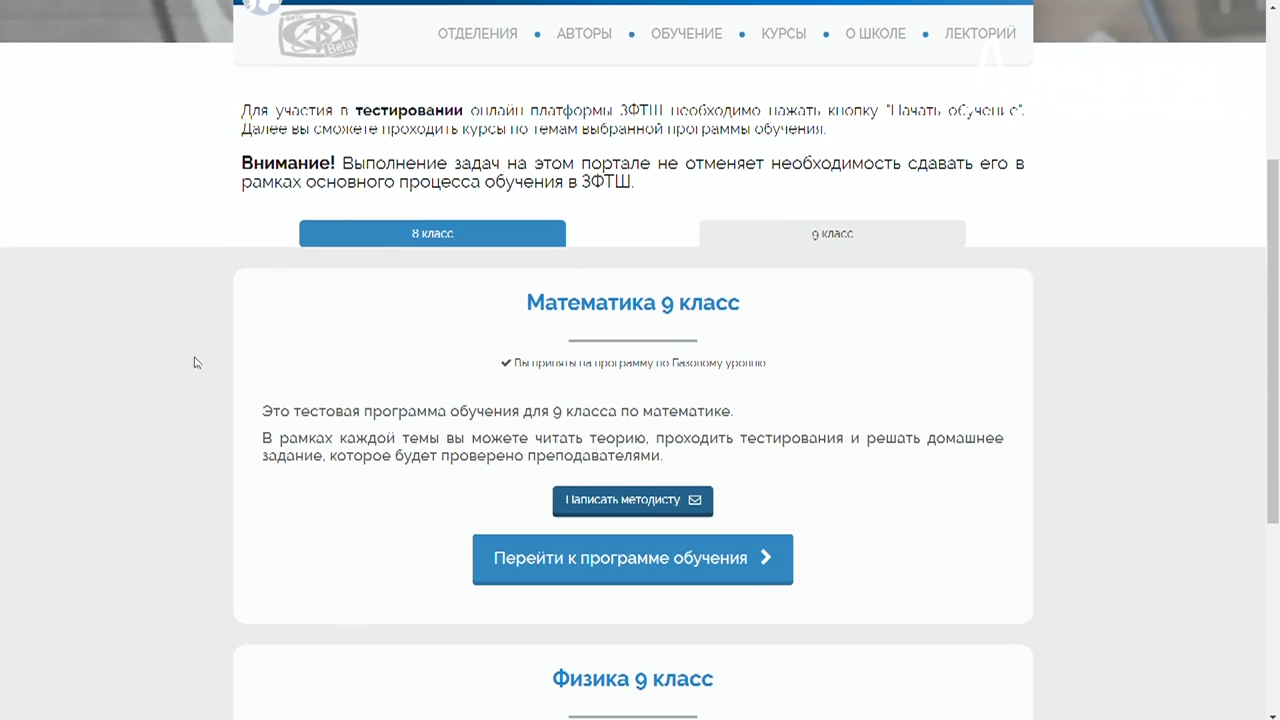 Beta
ОТДЕЛЕНИЯ • АВТОРЫ • ОБУЧЕНИЕ • КУРСЫ • О ШКОЛЕ • ЛЕКТОРИЙ
Для участия в тестировании онлайн платформы ЗФТШ необходимо нажать кнопку "Начать обучение".
Далее вы сможете проходить курсы по темам выбранной программы обучения.
Внимание! Выполнение задач на этом портале не отменяет необходимость сдавать его в
рамках основного процесса обучения в ЗФТШ.
8 класс
9 класс
Математика 9 класс
Вы приняты на программу по Базовому уровню
Это тестовая программа обучения для 9 класса по математике.
В рамках каждой темы вы можете читать теорию, проходить тестирования и решать домашнее
задание, которое будет проверено преподавателями.
Написать методисту
Перейти к программе обучения
Физика 9 класс